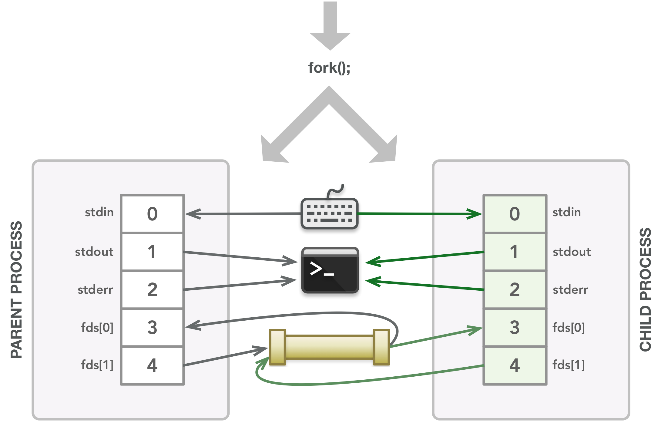 fork();
PARENT PROCESS
stdin 0
stdout 1
stderr 2
fds[0] 3
fds[1] 4
>_
0 stdin
1 stdout
2 stderr
3 fds[0]
4 fds[1]
CHILD PROCESS